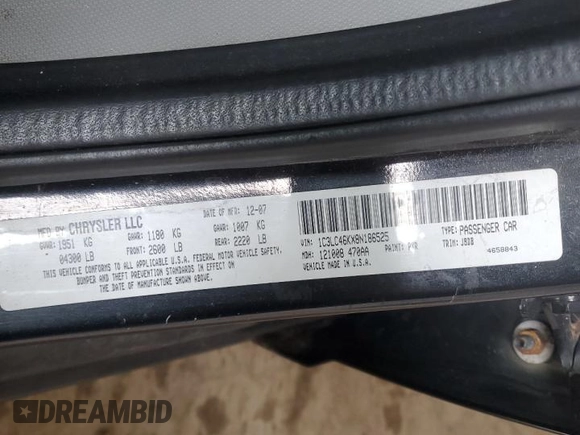 MFD BY CHRYSLER LLC
DATE OF MFR: 12-07
GVWR: 1951 KG
04300 LB
GAWR: 1180 KG
FRONT: 2600 LB
GAWR: 1007 KG
REAR: 2220 LB
THIS VEHICLE CONFORMS TO ALL APPLICABLE FEDERAL MOTOR VEHICLE SAFETY,
BUMPER AND THEFT PREVENTION STANDARDS IN EFFECT ON
THE DATE OF MANUFACTURE SHOWN ABOVE.
VIN: 1C3LC46KX8N186525
TYPE: PASSENGER CAR
MDH: 121008 470AA
PAINT:
TRIM:
VEHICLE MADE IN U.S.A.
4658843
DREAMBID